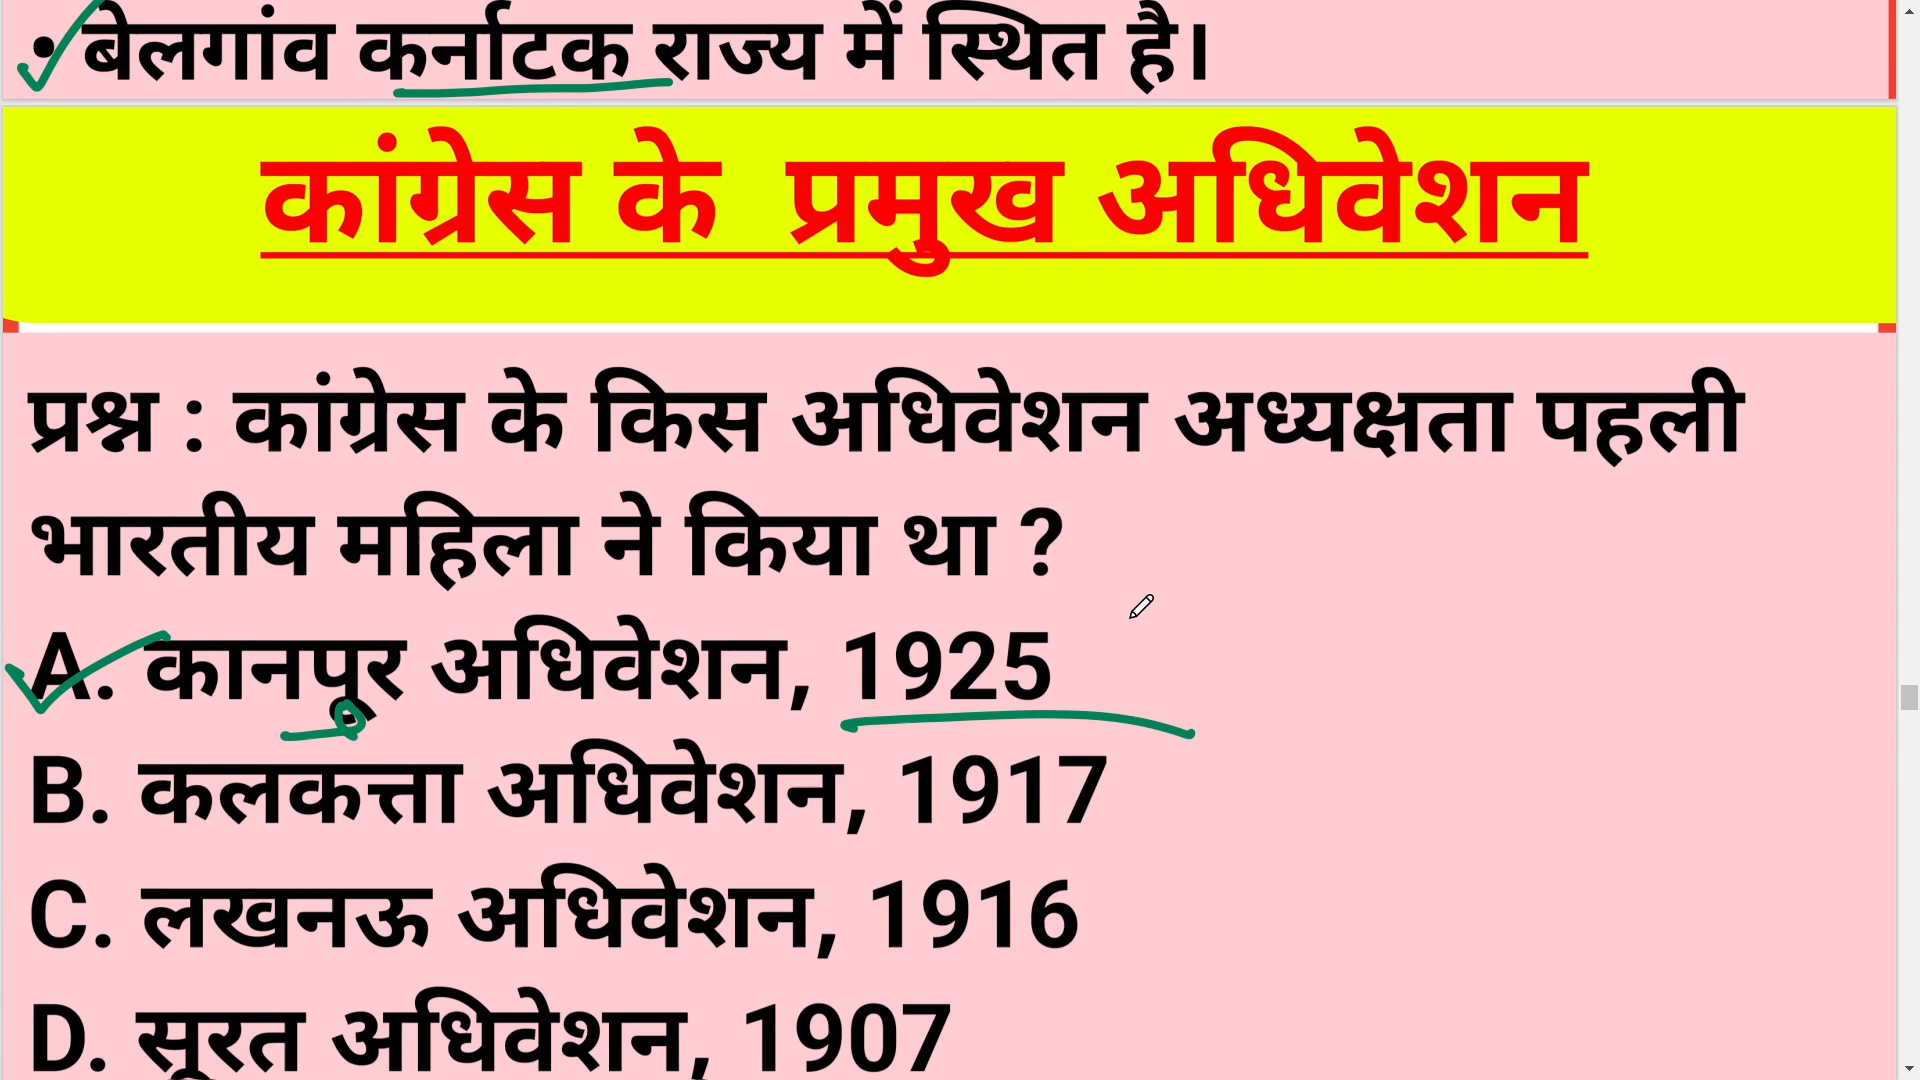 • बेलगांव कर्नाटक राज्य में स्थित है।
कांग्रेस के प्रमुख अधिवेशन
प्रश्न : कांग्रेस के किस अधिवेशन अध्यक्षता पहली
भारतीय महिला ने किया था ?
A. कानपुर अधिवेशन, 1925
B. कलकत्ता अधिवेशन, 1917
C. लखनऊ अधिवेशन, 1916
D. सूरत अधिवेशन, 1907